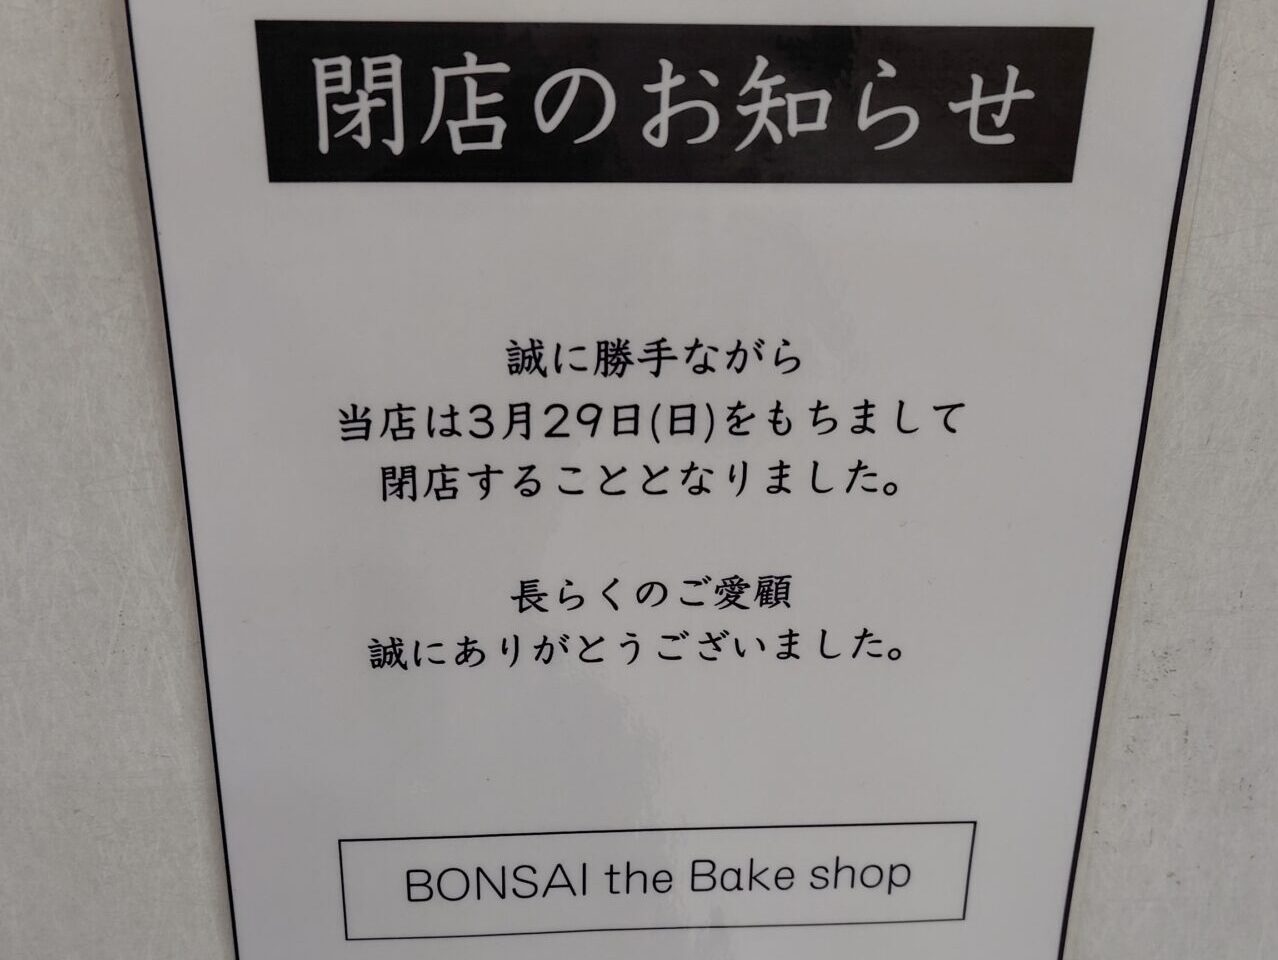 閉店のお知らせ
誠に勝手ながら
当店は3月29日(日)をもちまして
閉店することとなりました。
長らくのご愛顧
誠にありがとうございました。
BONSAI the Bake shop